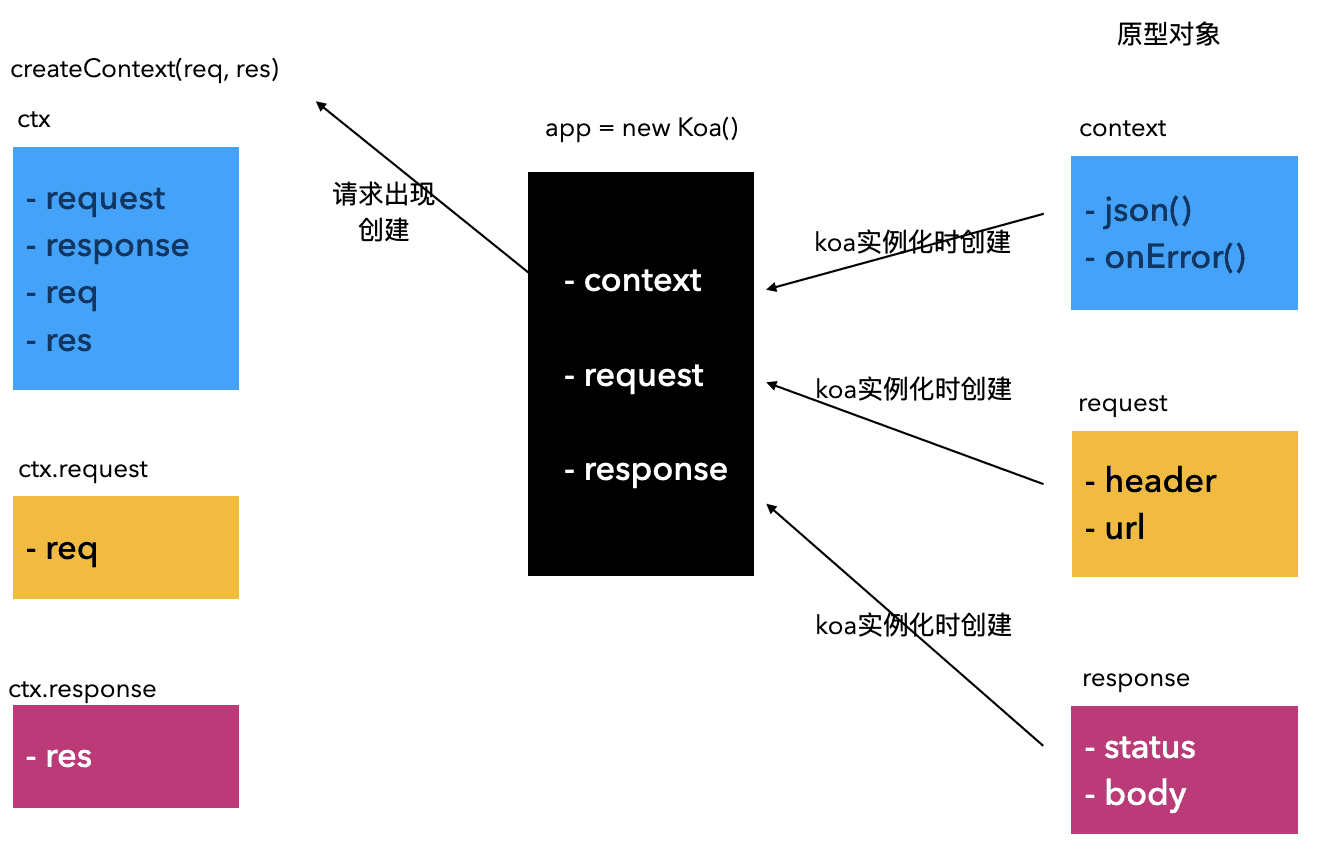 createContext(req, res)
ctx
- request
- response
- req
- res
ctx.request
- req
ctx.response
- res
请求出现
创建
app = new Koa()
- context
- request
- response
koa实例化时创建
koa实例化时创建
koa实例化时创建
原型对象
context
- json()
- onError()
request
- header
- url
response
- status
- body